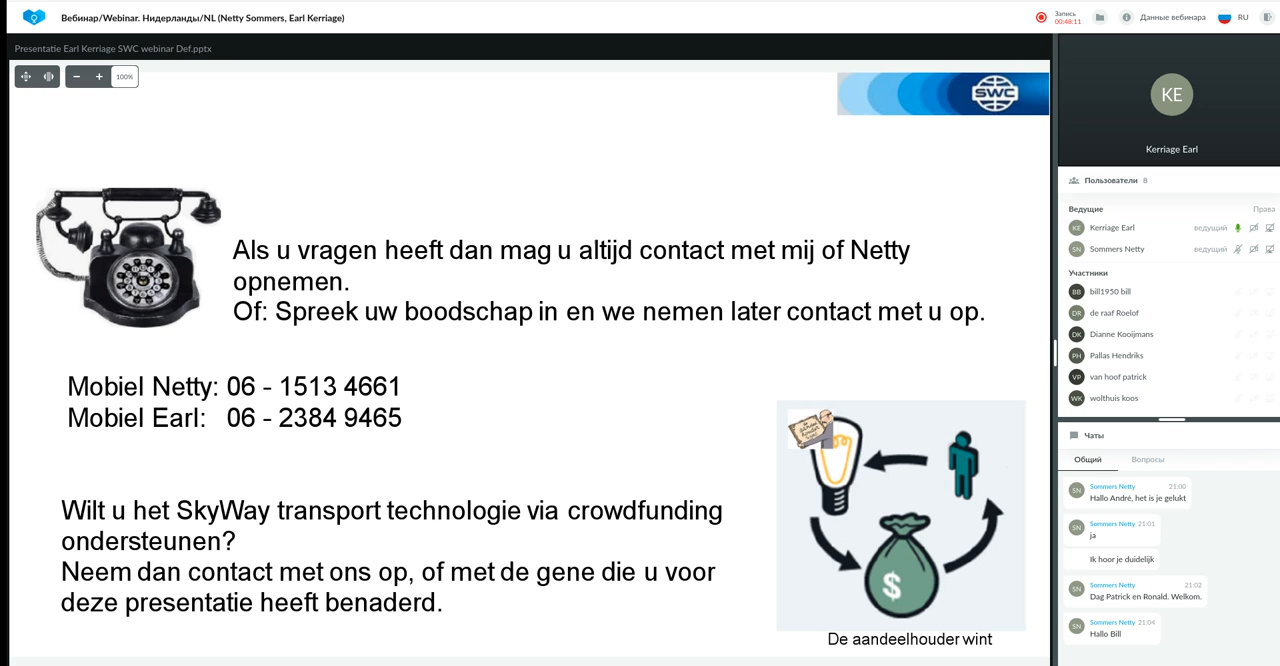 Вебинар/Webinar. Нидерланды/NL (Netty Sommers, Earl Kerriage)
Запись
00:48:11
Данные вебинара
RU
Presentatie Earl Kerriage SWC webinar Def.pptx
100%
SWC
Als u vragen heeft dan mag u altijd contact met mij of Netty
opnemen.
Of: Spreek uw boodschap in en we nemen later contact met u op.
Mobiel Netty: 06 - 1513 4661
Mobiel Earl: 06 - 2384 9465
Wilt u het SkyWay transport technologie via crowdfunding
ondersteunen?
Neem dan contact met ons op, of met de gene die u voor
deze presentatie heeft benaderd.
$
De aandeelhouder wint
KE
Kerriage Earl
Пользователи 8
Ведущие Права
KE Kerriage Earl ведущий
SN Sommers Netty ведущий
Участники
BB bill1950 bill
DR de raaf Roelof
DK Dianne Kooijmans
PH Pallas Hendriks
VP van hoof patrick
WK wolthuis koos
Чаты
Общий Вопросы
SN Sommers Netty 21:00
Hallo André, het is je gelukt
SN Sommers Netty 21:01
ja
Ik hoor je duidelijk
SN Sommers Netty 21:02
Dag Patrick en Ronald. Welkom.
SN Sommers Netty 21:04
Hallo Bill